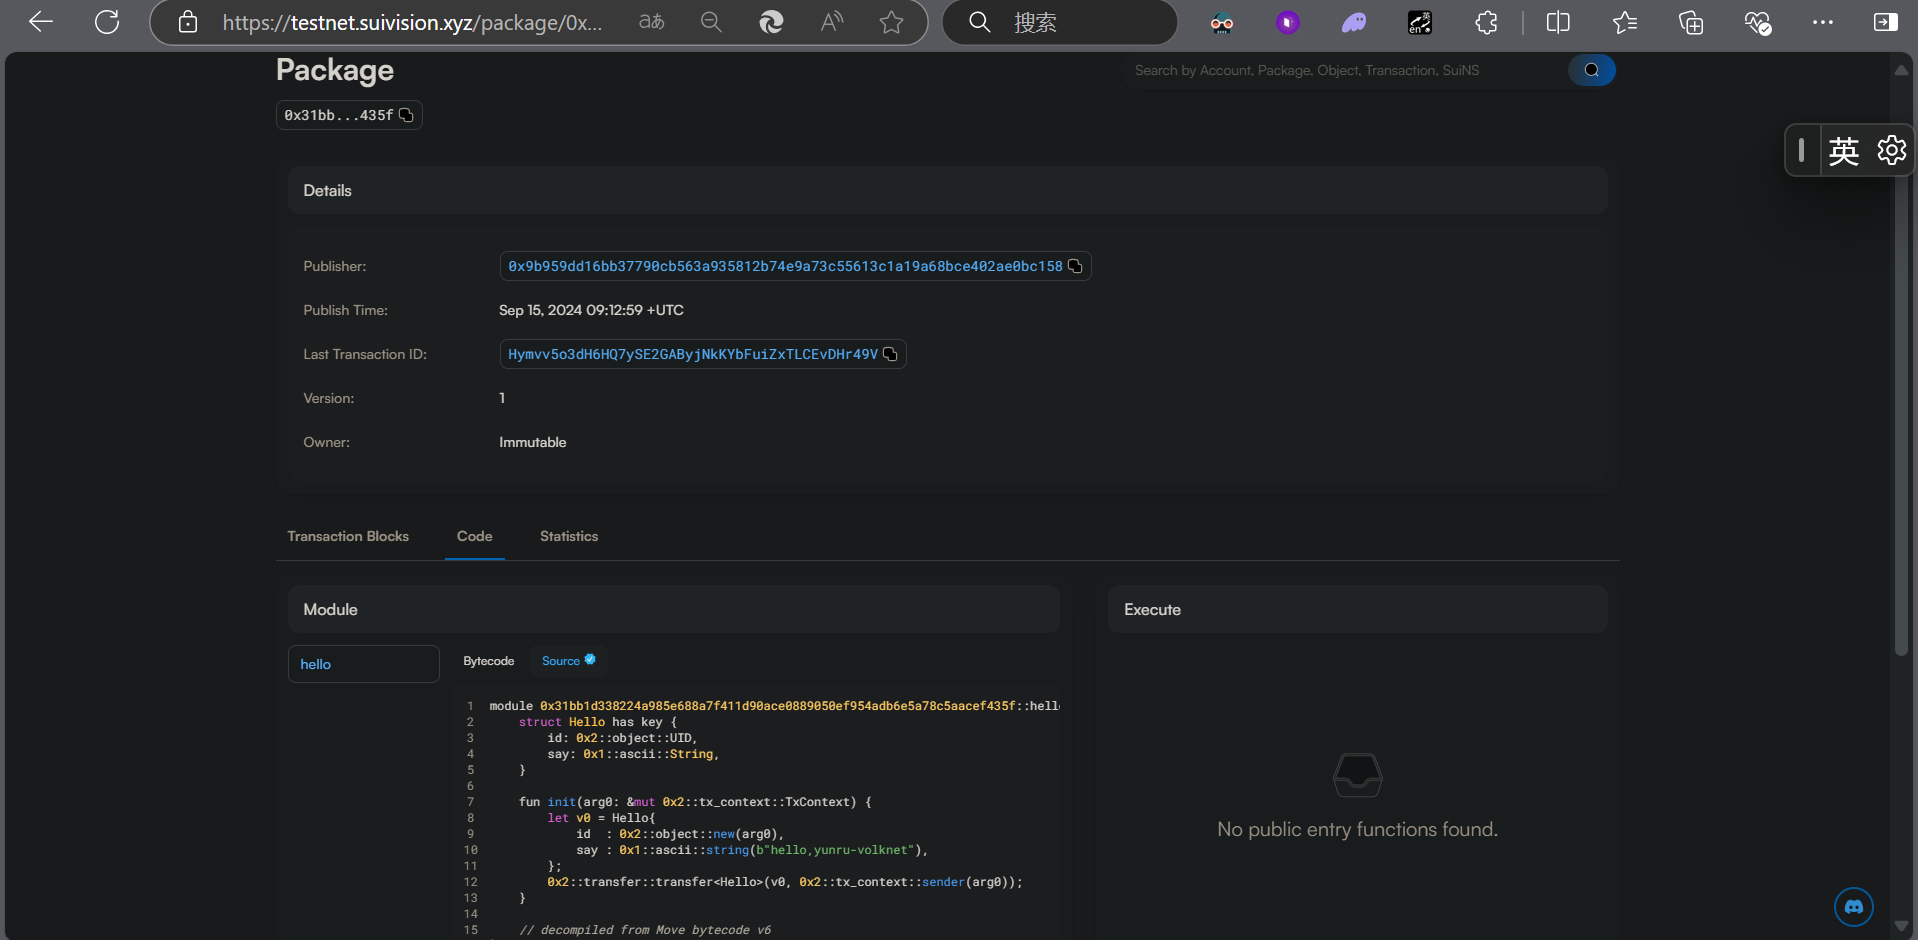 https://testnet.suivision.xyz/package/0x...
搜索
Package
Search by Account, Package, Object, Transaction, SuiNS
0x31bb...435f
英
Details
Publisher: 0x9b959dd16bb37790cb563a935812b74e9a73c55613c1a19a68bce402ae0bc158
Publish Time: Sep 15, 2024 09:12:59 +UTC
Last Transaction ID: Hymvv5o3dH6HQ7ySE2GAByjNkKYbFuiZxTLCEvDHr49V
Version: 1
Owner: Immutable
Transaction Blocks Code Statistics
Module
Execute
hello
Bytecode Source
1 module 0x31bb1d338224a985e688a7f411d90ace0889050ef954adb6e5a78c5aacef435f::hello
2 struct Hello has key {
3 id: 0x2::object::UID,
4 say: 0x1::ascii::String,
5 }
6
7 fun init(arg0: &mut 0x2::tx_context::TxContext) {
8 let v0 = Hello{
9 id  : 0x2::object::new(arg0),
10 say : 0x1::ascii::string(b"hello,yunru-volknet"),
11 };
12 0x2::transfer::transfer<Hello>(v0, 0x2::tx_context::sender(arg0));
13 }
14
15 // decompiled from Move bytecode v6
No public entry functions found.